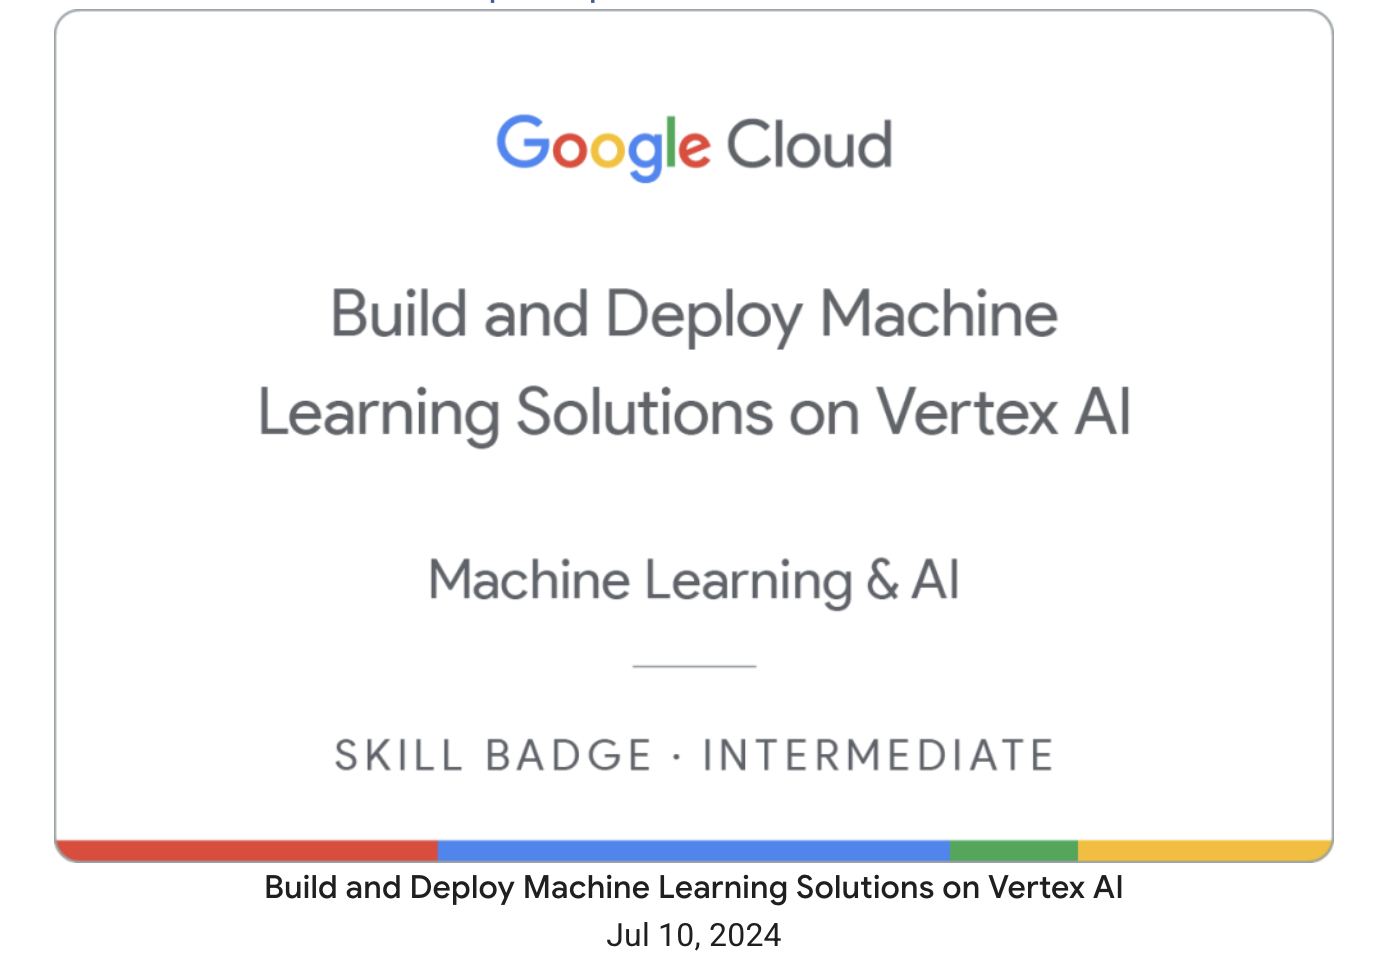 Google Cloud
Build and Deploy Machine
Learning Solutions on Vertex AI
Machine Learning & AI
SKILL BADGE · INTERMEDIATE
Build and Deploy Machine Learning Solutions on Vertex AI
Jul 10, 2024